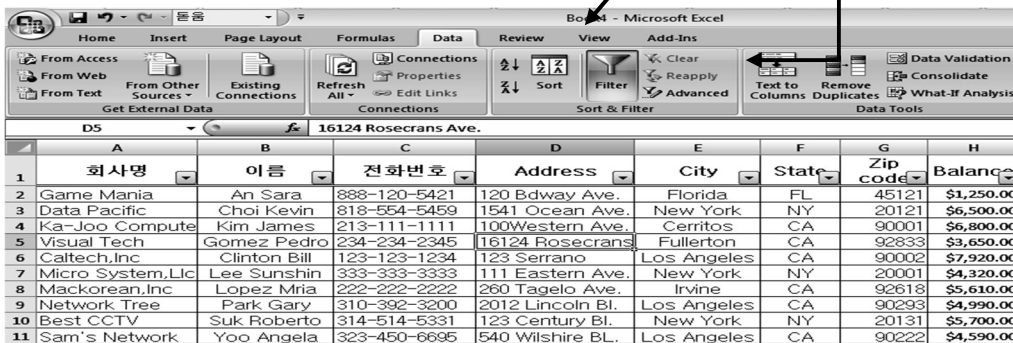 돋움
Book4 - Microsoft Excel
Home Insert Page Layout Formulas Data Review View Add-Ins
From Access
From Web
From Text
From Other Sources
Existing Connections
Get External Data
Refresh All
Connections
Properties
Edit Links
Connections
Sort
Filter
Clear
Reapply
Advanced
Sort & Filter
Text to Columns
Remove Duplicates
Data Validation
Consolidate
What-If Analysis
Data Tools
D5 fx 16124 Rosecrans Ave.
A B C D E F G H
1 회사명 이름 전화번호 Address City State Zip code Balance
2 Game Mania An Sara 888-120-5421 120 Bdway Ave. Florida FL 45121 $1,250.00
3 Data Pacific Choi Kevin 818-554-5459 1541 Ocean Ave. New York NY 20121 $6,500.00
4 Ka-Joo Compute Kim James 213-111-1111 100Western Ave. Cerritos CA 90001 $6,800.00
5 Visual Tech Gomez Pedro 234-234-2345 16124 Rosecrans Fullerton CA 92833 $3,650.00
6 Caltech,Inc Clinton Bill 123-123-1234 123 Serrano Los Angeles CA 90002 $7,920.00
7 Micro System,Llc Lee Sunshin 333-333-3333 111 Eastern Ave. New York NY 20001 $4,320.00
8 Mackorean,Inc Lopez Mria 222-222-2222 260 Tagelo Ave. Irvine CA 92618 $5,610.00
9 Network Tree Park Gary 310-392-3200 2012 Lincoln Bl. Los Angeles CA 90293 $4,990.00
10 Best CCTV Suk Roberto 314-514-5331 123 Century Bl. New York NY 20131 $5,700.00
11 Sam's Network Yoo Angela 323-450-6695 540 Wilshire BL. Los Angeles CA 90222 $4,590.00